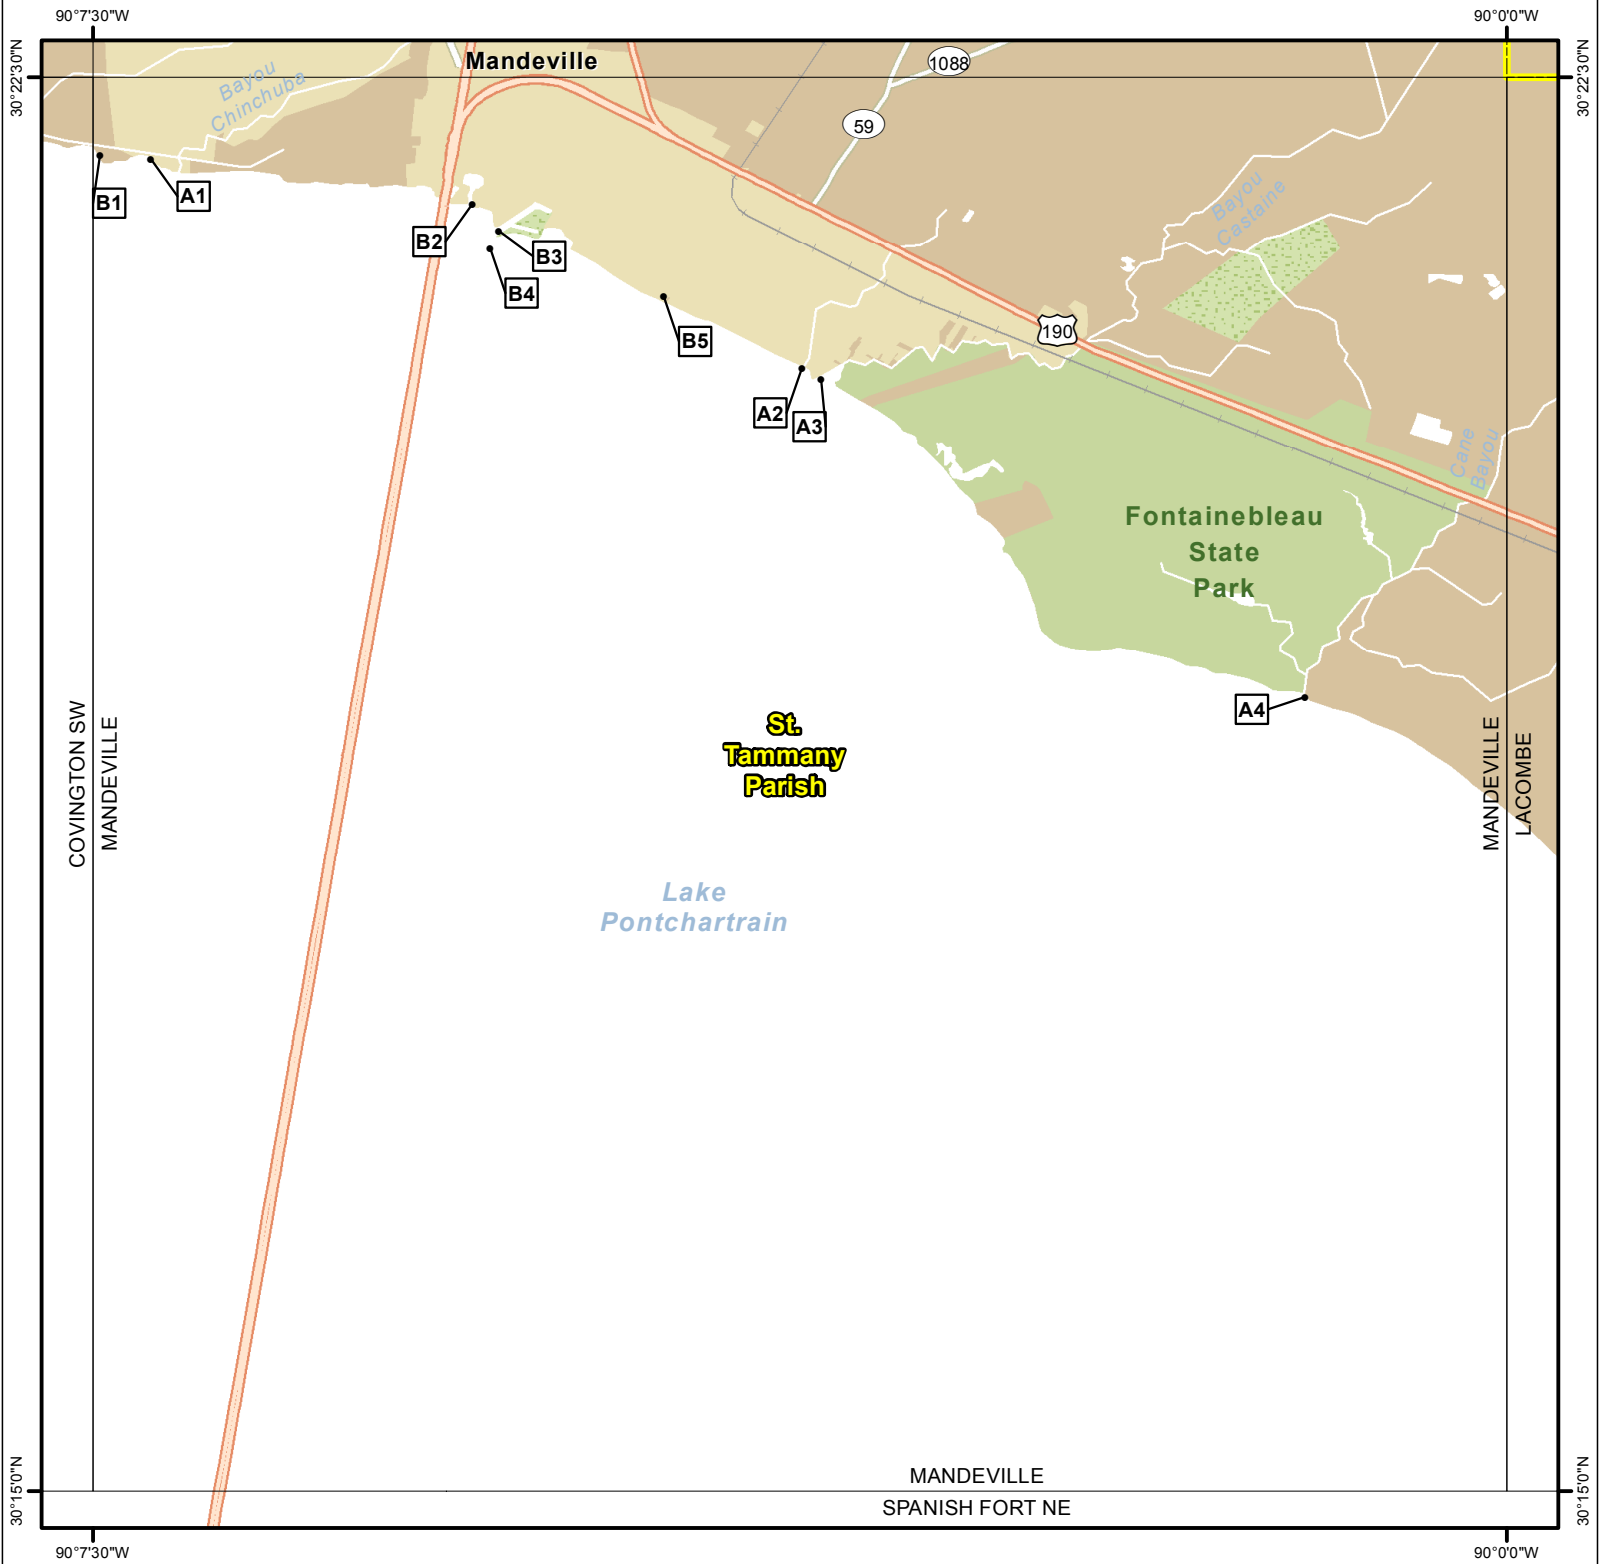 90°7'30"W
90°0'0"W
30°22'30"N
30°22'30"N
Mandeville
1088
Bayou
Chinchuba
59
B1
A1
Bayou
Castaine
B2
B3
B4
190
B5
A2
A3
Cane
Bayou
Fontainebleau
State
Park
A4
St.
Tammany
Parish
COVINGTON SW
MANDEVILLE
MANDEVILLE
LACOMBE
Lake
Pontchartrain
MANDEVILLE
SPANISH FORT NE
30°15'0"N
30°15'0"N
90°7'30"W
90°0'0"W